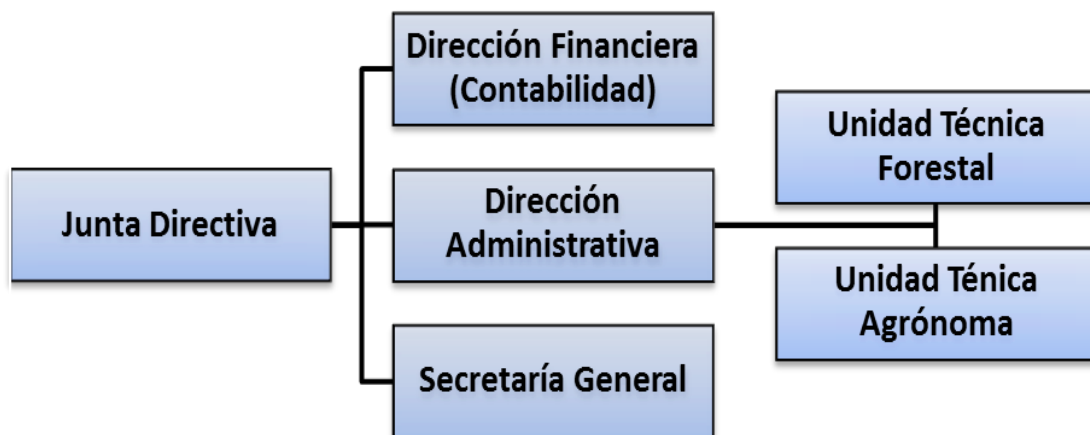 Dirección Financiera
(Contabilidad)
Unidad Técnica
Forestal
Junta Directiva
Dirección
Administrativa
Unidad Ténica
Agrónoma
Secretaría General